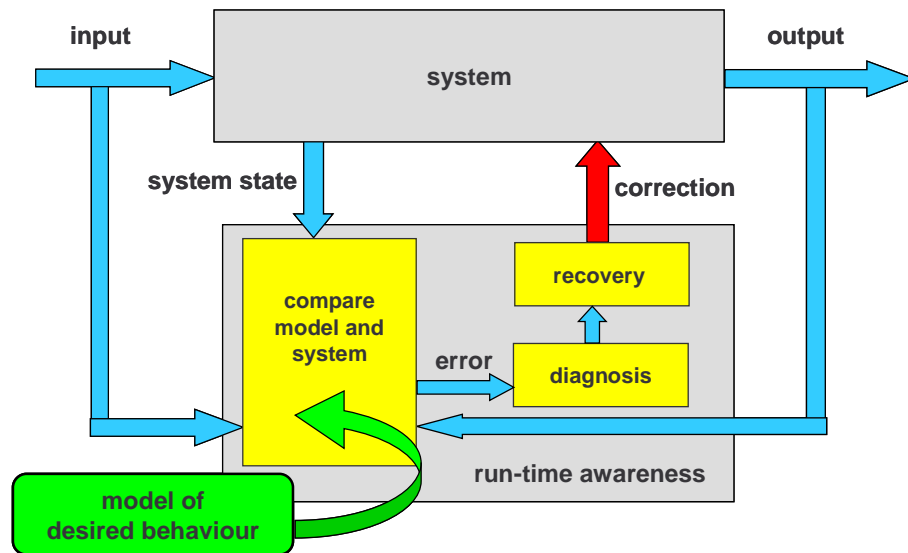 input
output
system
system state
correction
compare
model and
system
recovery
error
diagnosis
run-time awareness
model of
desired behaviour